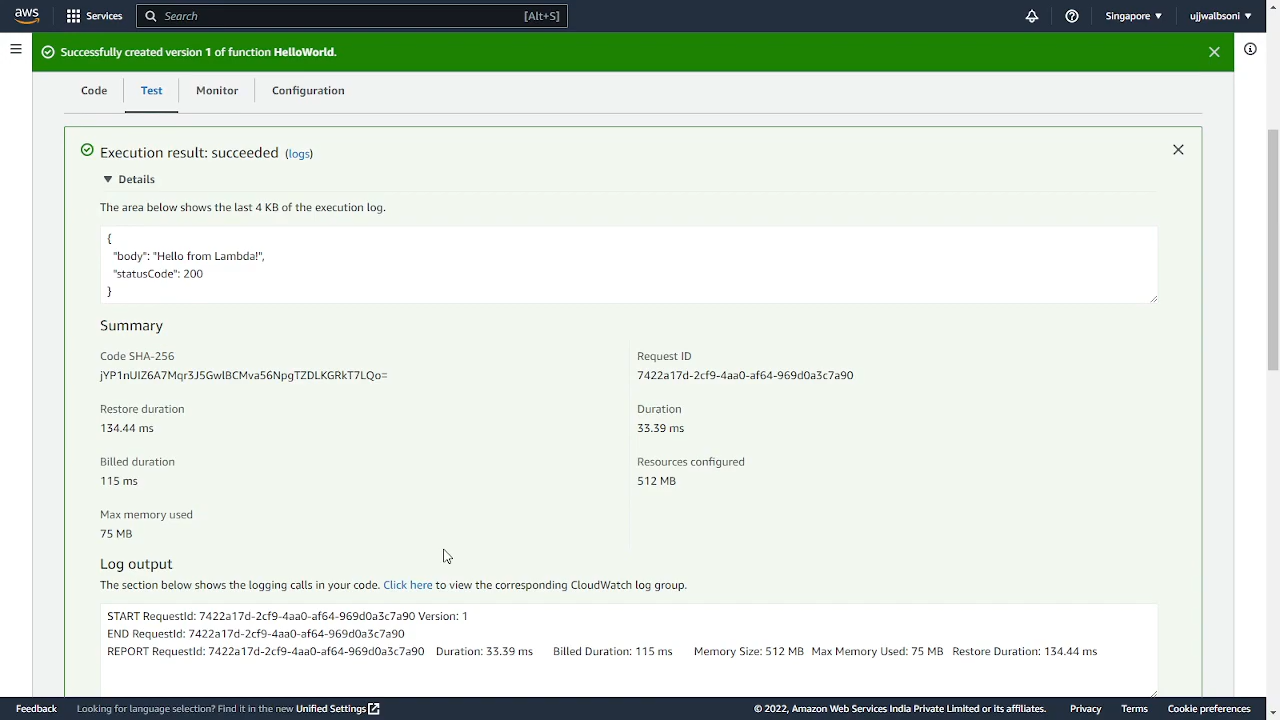 aws Services Search [Alt+S] Singapore ▼ ujjwalbsoni ▼
Successfully created version 1 of function HelloWorld.
Code Test Monitor Configuration
Execution result: succeeded (logs)
▼ Details
The area below shows the last 4 KB of the execution log.
{
"body": "Hello from Lambda!",
"statusCode": 200
}
Summary
Code SHA-256
jYP1nUIZ6A7Mqr3J5GwlBCMva56NpgTZDLKGRkT7LQo=
Request ID
7422a17d-2cf9-4aa0-af64-969d0a3c7a90
Restore duration
134.44 ms
Duration
33.39 ms
Billed duration
115 ms
Resources configured
512 MB
Max memory used
75 MB
Log output
The section below shows the logging calls in your code. Click here to view the corresponding CloudWatch log group.
START RequestId: 7422a17d-2cf9-4aa0-af64-969d0a3c7a90 Version: 1
END RequestId: 7422a17d-2cf9-4aa0-af64-969d0a3c7a90
REPORT RequestId: 7422a17d-2cf9-4aa0-af64-969d0a3c7a90 Duration: 33.39 ms Billed Duration: 115 ms Memory Size: 512 MB Max Memory Used: 75 MB Restore Duration: 134.44 ms
Feedback Looking for language selection? Find it in the new Unified Settings © 2022, Amazon Web Services India Private Limited or its affiliates. Privacy Terms Cookie preferences